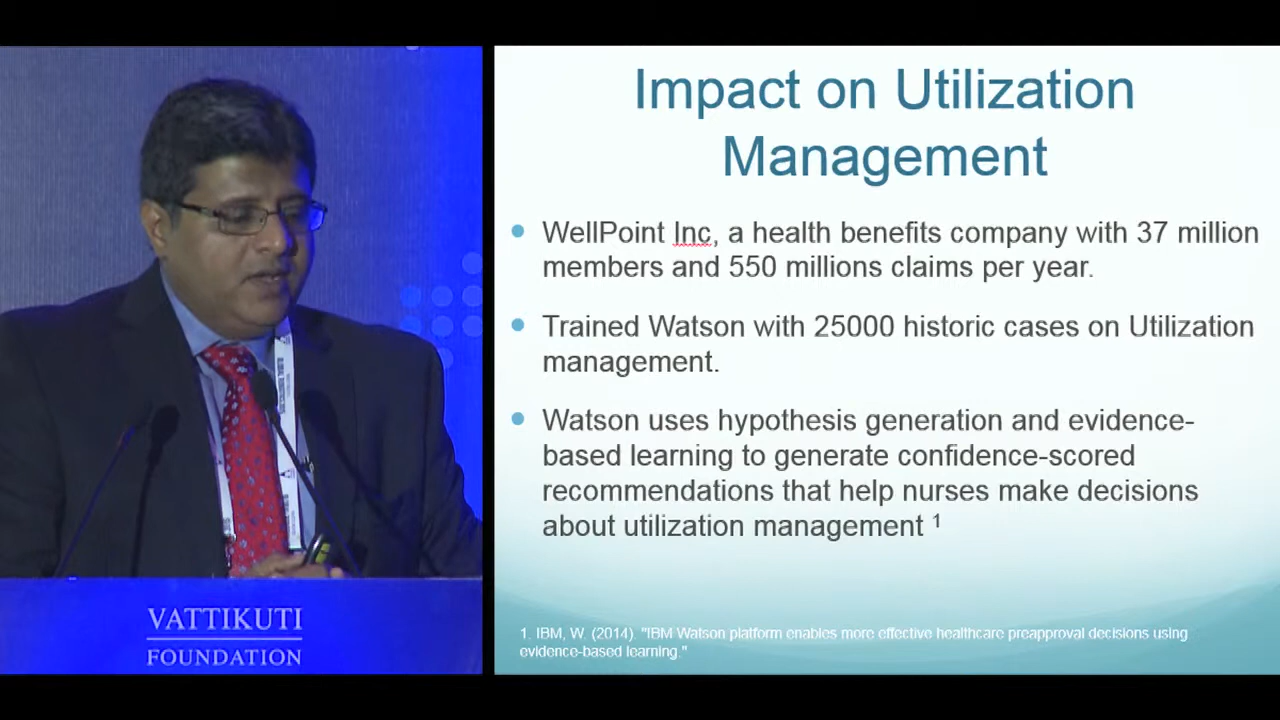 Impact on Utilization
Management
WellPoint Inc, a health benefits company with 37 million
members and 550 millions claims per year.
Trained Watson with 25000 historic cases on Utilization
management.
Watson uses hypothesis generation and evidence-
based learning to generate confidence-scored
recommendations that help nurses make decisions
about utilization management 1
1. IBM, W. (2014). "IBM Watson platform enables more effective healthcare preapproval decisions using
evidence-based learning."
VATTIKUTI
FOUNDATION